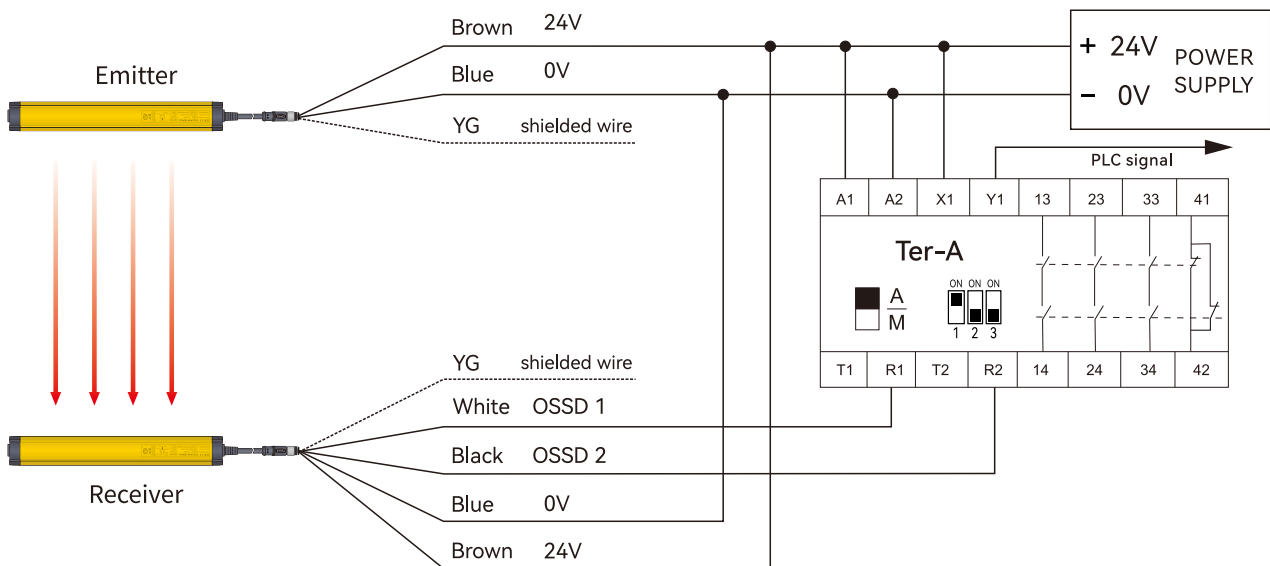 Brown 24V
+ 24V
POWER
SUPPLY
- 0V
Emitter
Blue 0V
YG shielded wire
PLC signal
A1 A2 X1 Y1 13 23 33 41
Ter-A
A
M
ON ON ON
1 2 3
T1 R1 T2 R2 14 24 34 42
YG shielded wire
White OSSD 1
Black OSSD 2
Receiver
Blue 0V
Brown 24V